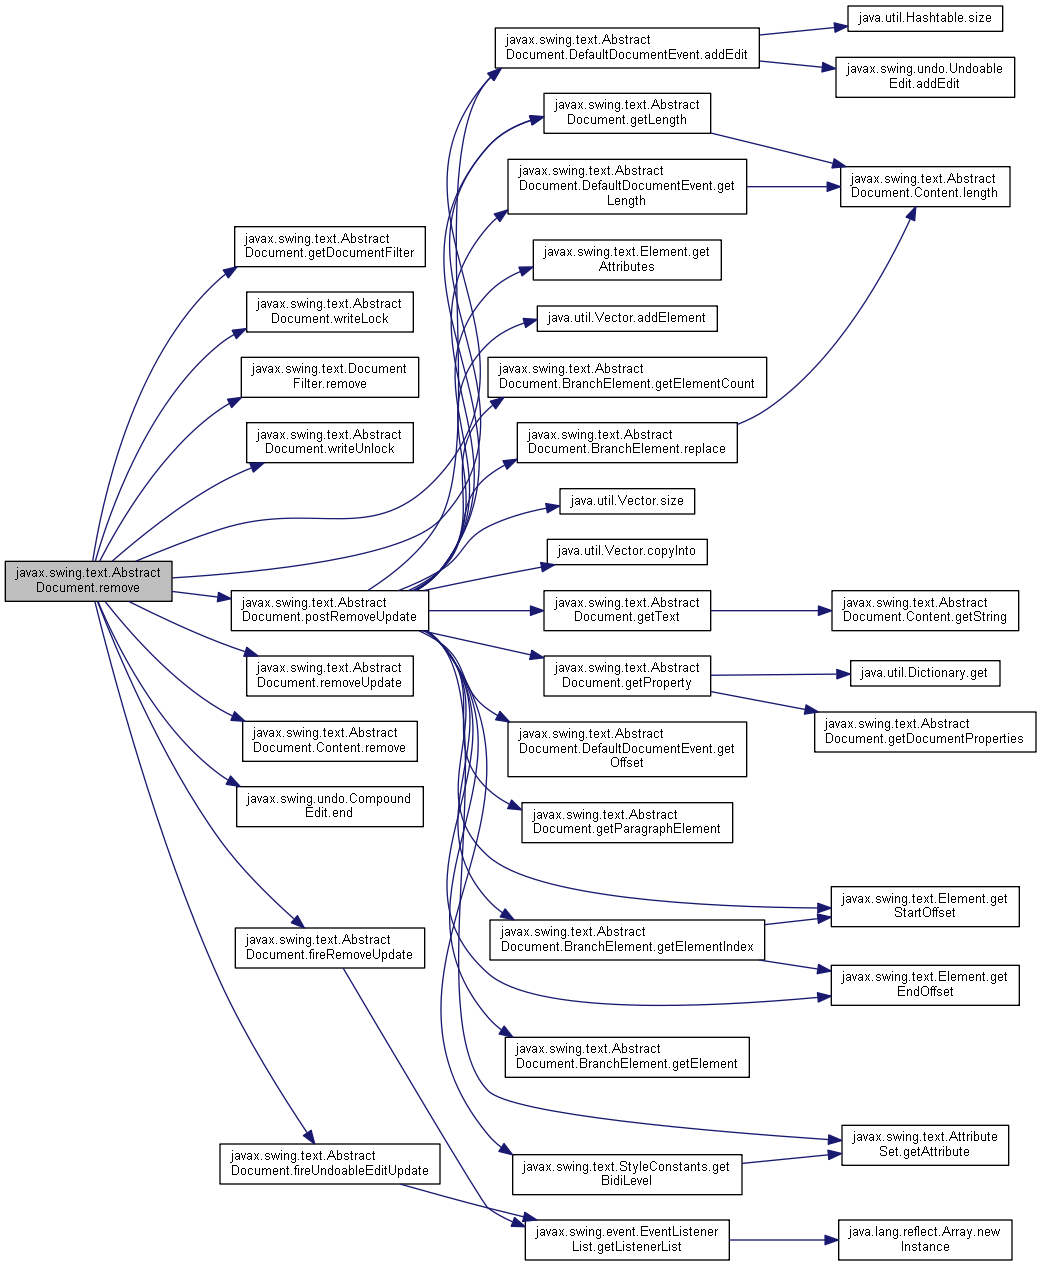 javax.swing.text.Abstract
Document.remove
javax.swing.text.Abstract
Document.getDocumentFilter
javax.swing.text.Abstract
Document.writeLock
javax.swing.text.Document
Filter.remove
javax.swing.text.Abstract
Document.writeUnlock
javax.swing.text.Abstract
Document.postRemoveUpdate
javax.swing.text.Abstract
Document.removeUpdate
javax.swing.text.Abstract
Document.Content.remove
javax.swing.undo.Compound
Edit.end
javax.swing.text.Abstract
Document.fireRemoveUpdate
javax.swing.text.Abstract
Document.fireUndoableEditUpdate
javax.swing.text.Abstract
Document.DefaultDocumentEvent.addEdit
javax.swing.text.Abstract
Document.getLength
javax.swing.text.Abstract
Document.DefaultDocumentEvent.get
Length
javax.swing.text.Element.get
Attributes
java.util.Vector.addElement
javax.swing.text.Abstract
Document.BranchElement.getElementCount
javax.swing.text.Abstract
Document.BranchElement.replace
java.util.Vector.size
java.util.Vector.copyInto
javax.swing.text.Abstract
Document.getText
javax.swing.text.Abstract
Document.getProperty
javax.swing.text.Abstract
Document.DefaultDocumentEvent.get
Offset
javax.swing.text.Abstract
Document.getParagraphElement
javax.swing.text.Abstract
Document.BranchElement.getElementIndex
javax.swing.text.Abstract
Document.BranchElement.getElement
javax.swing.text.StyleConstants.get
BidiLevel
javax.swing.event.EventListener
List.getListenerList
java.util.Hashtable.size
javax.swing.undo.Undoable
Edit.addEdit
javax.swing.text.Abstract
Document.Content.length
javax.swing.text.Abstract
Document.Content.getString
java.util.Dictionary.get
javax.swing.text.Abstract
Document.getDocumentProperties
javax.swing.text.Element.get
StartOffset
javax.swing.text.Element.get
EndOffset
javax.swing.text.Attribute
Set.getAttribute
java.lang.reflect.Array.new
Instance